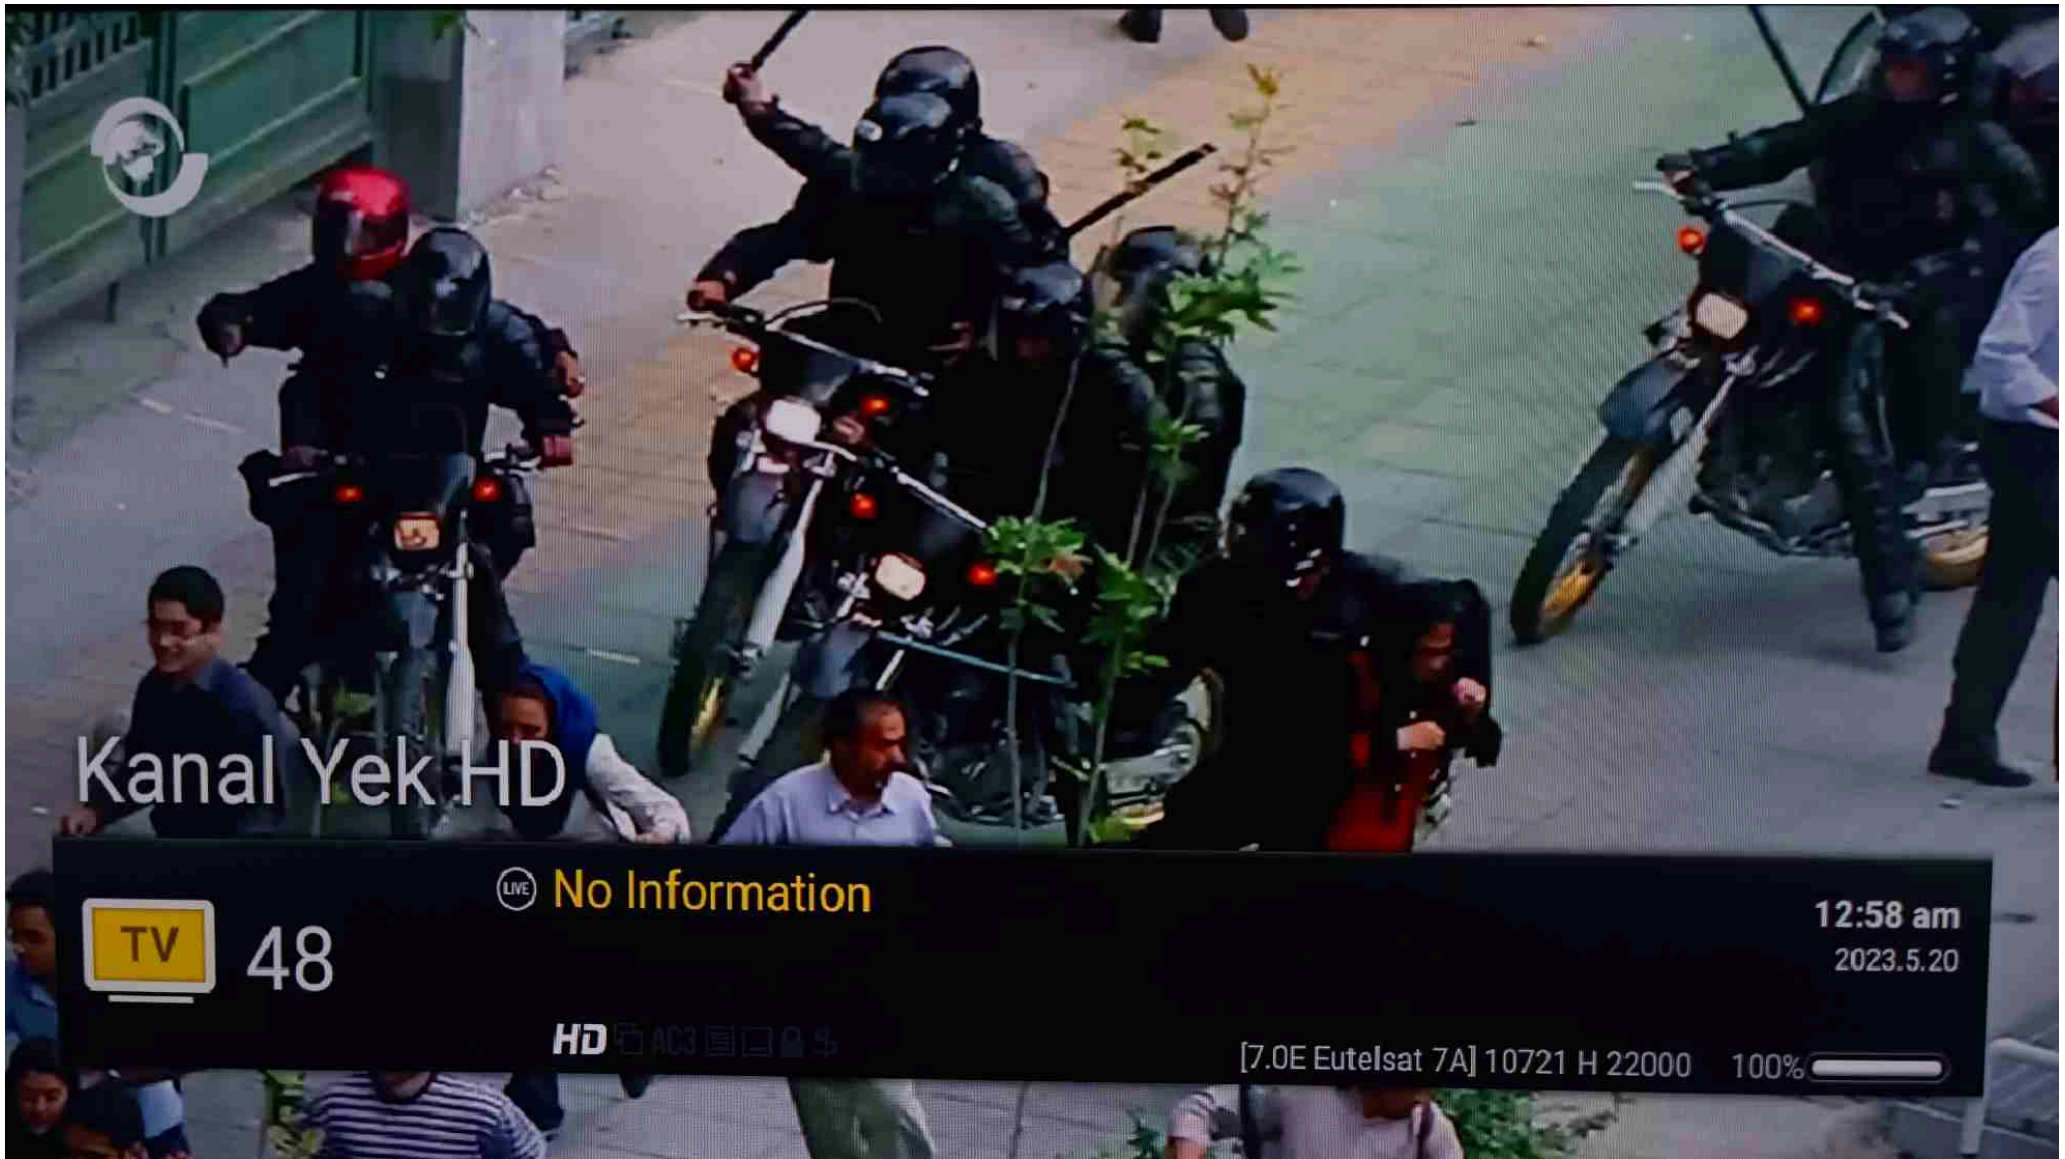 Kanal Yek HD
LIVE No Information
TV 48
12:58 am
2023.5.20
HD AC3 $
[7.0E Eutelsat 7A] 10721 H 22000 100%